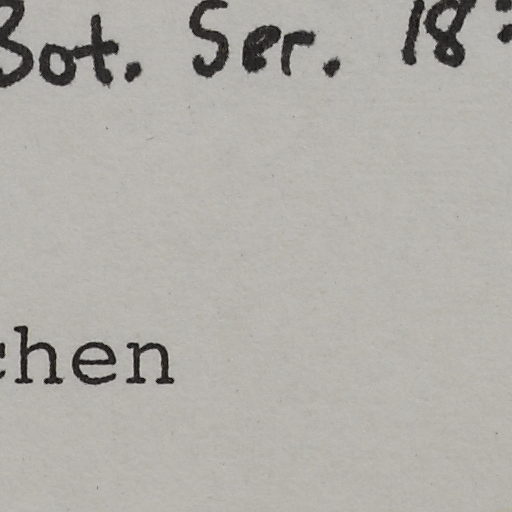 Bot. Ser. 18:
chen